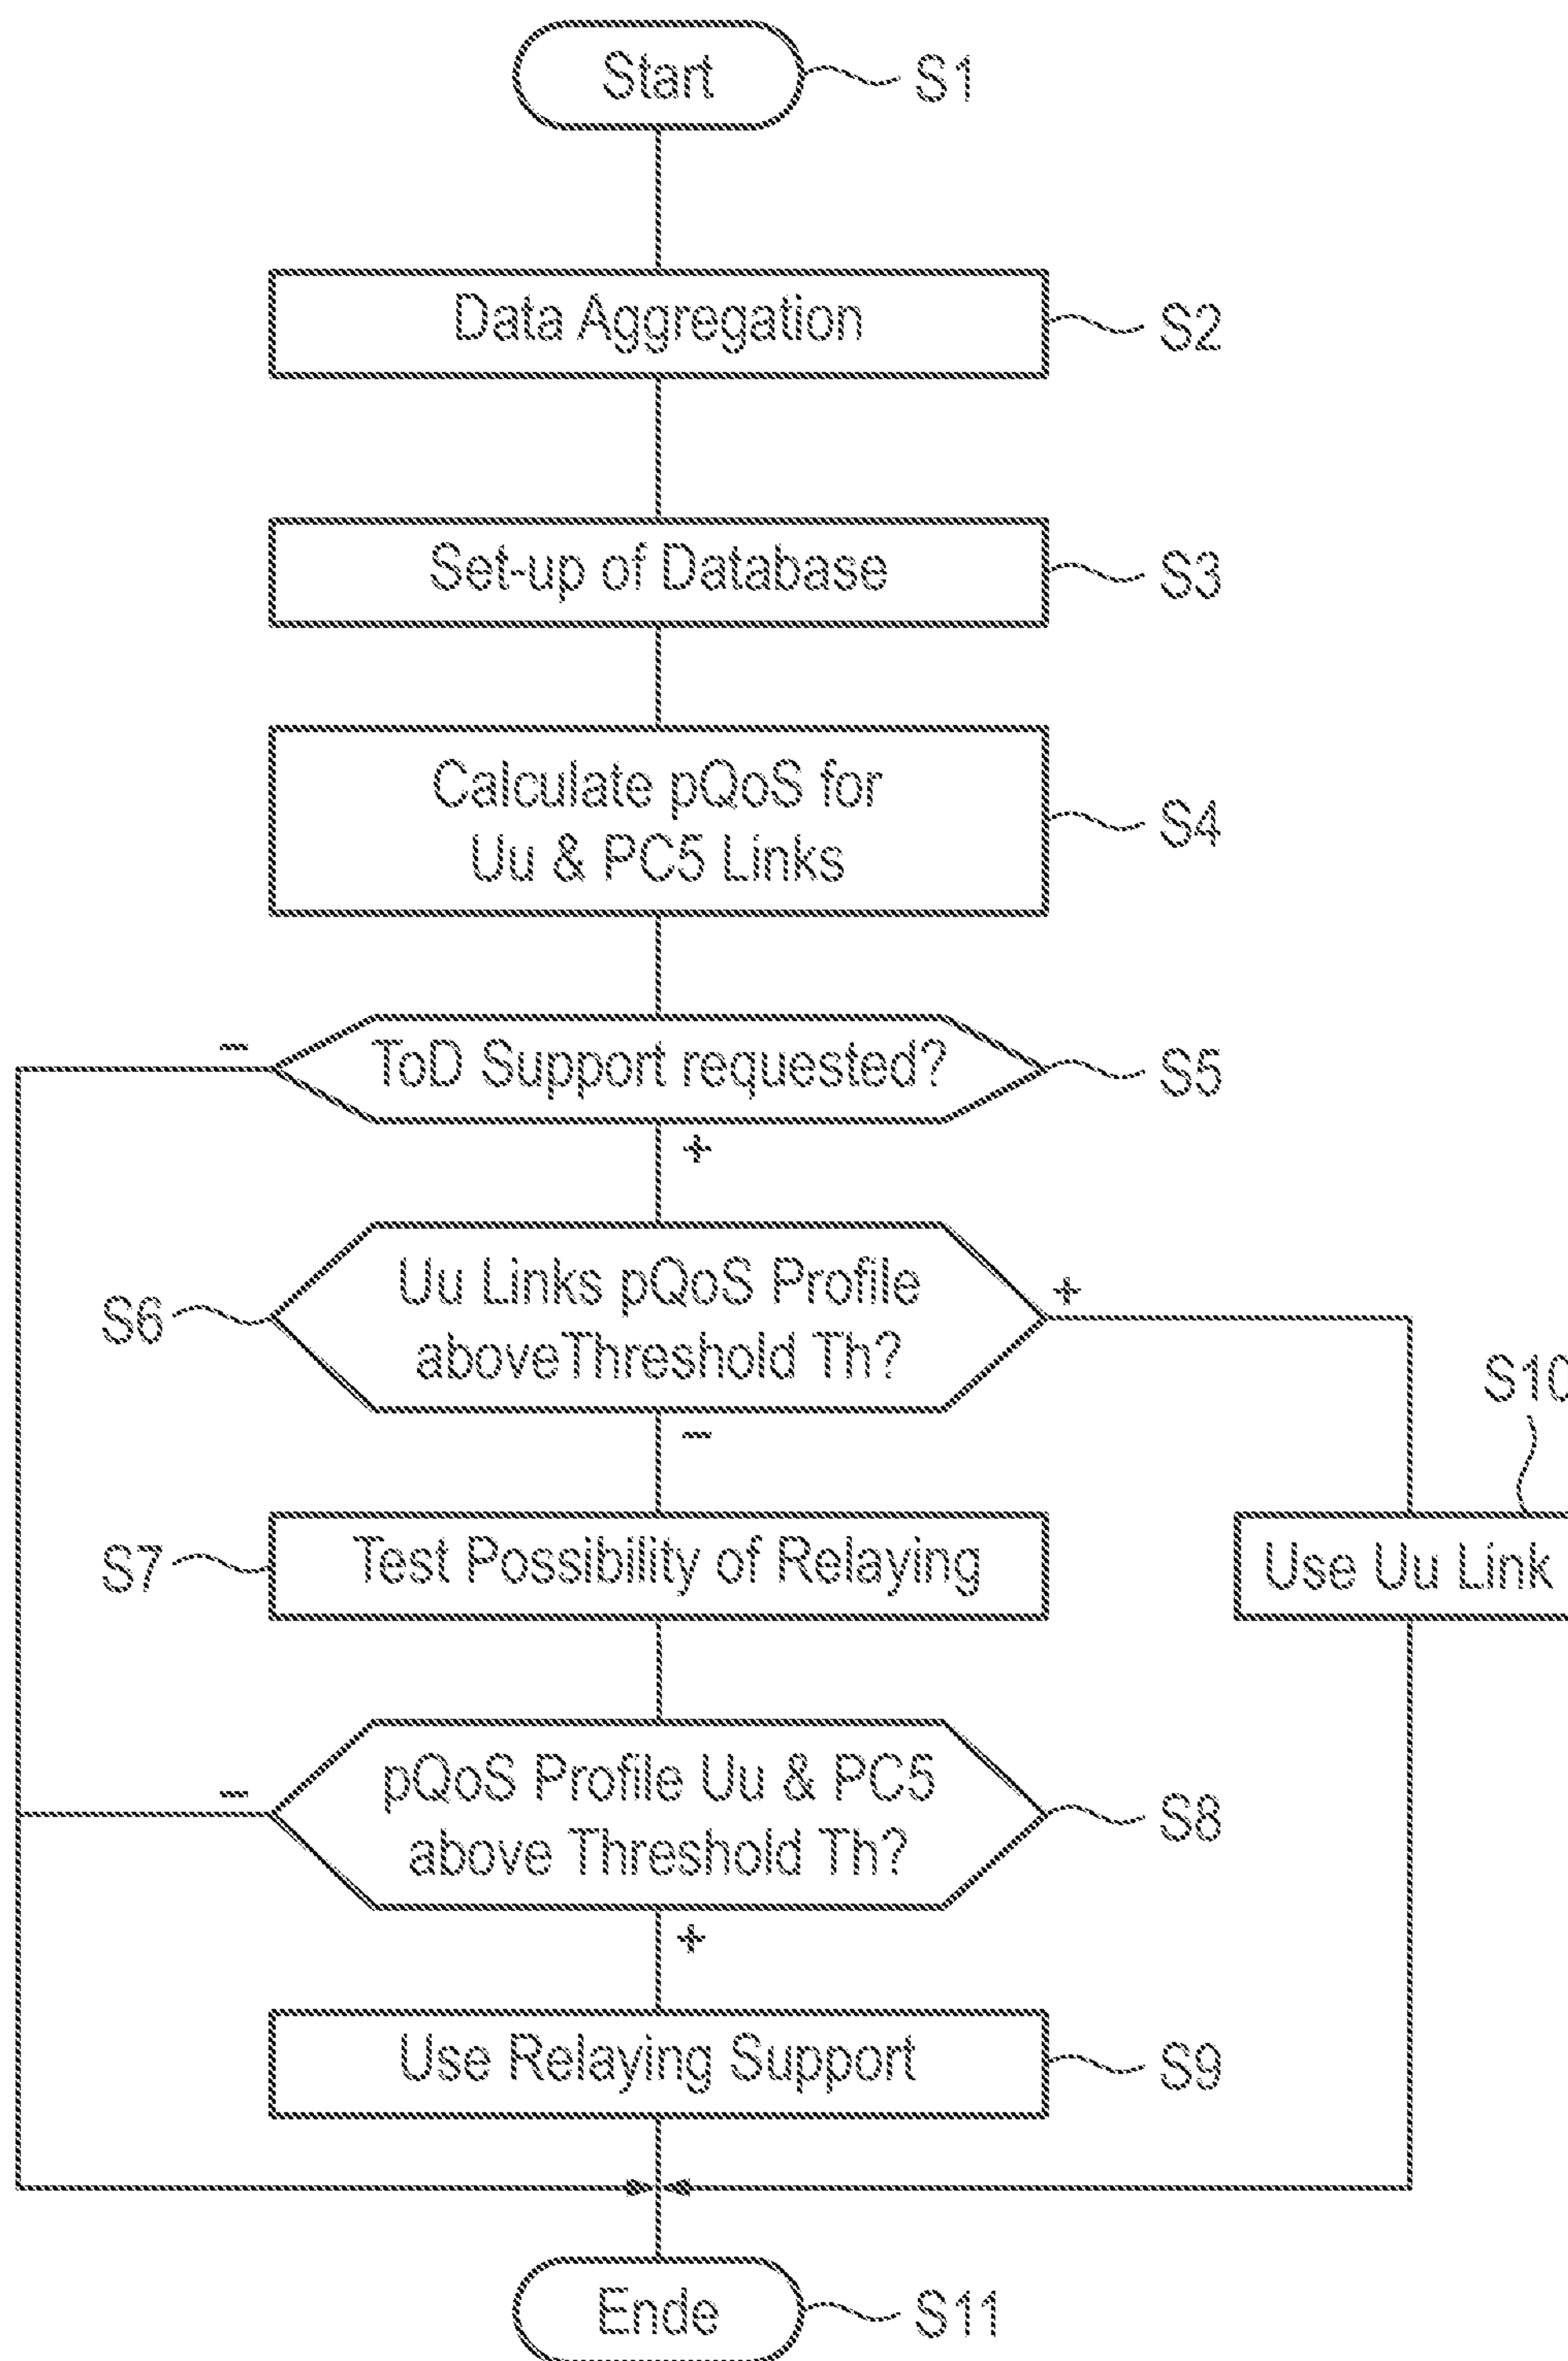 Start
S1
Data Aggregation
S2
Set-up of Database
S3
Calculate pQoS for
Uu & PC5 Links
S4
–
ToD Support requested?
S5
+
S6
Uu Links pQoS Profile
aboveThreshold Th?
+
–
S10
S7
Test Possibility of Relaying
Use Uu Link
–
pQoS Profile Uu & PC5
above Threshold Th?
S8
+
Use Relaying Support
S9
Ende
S11